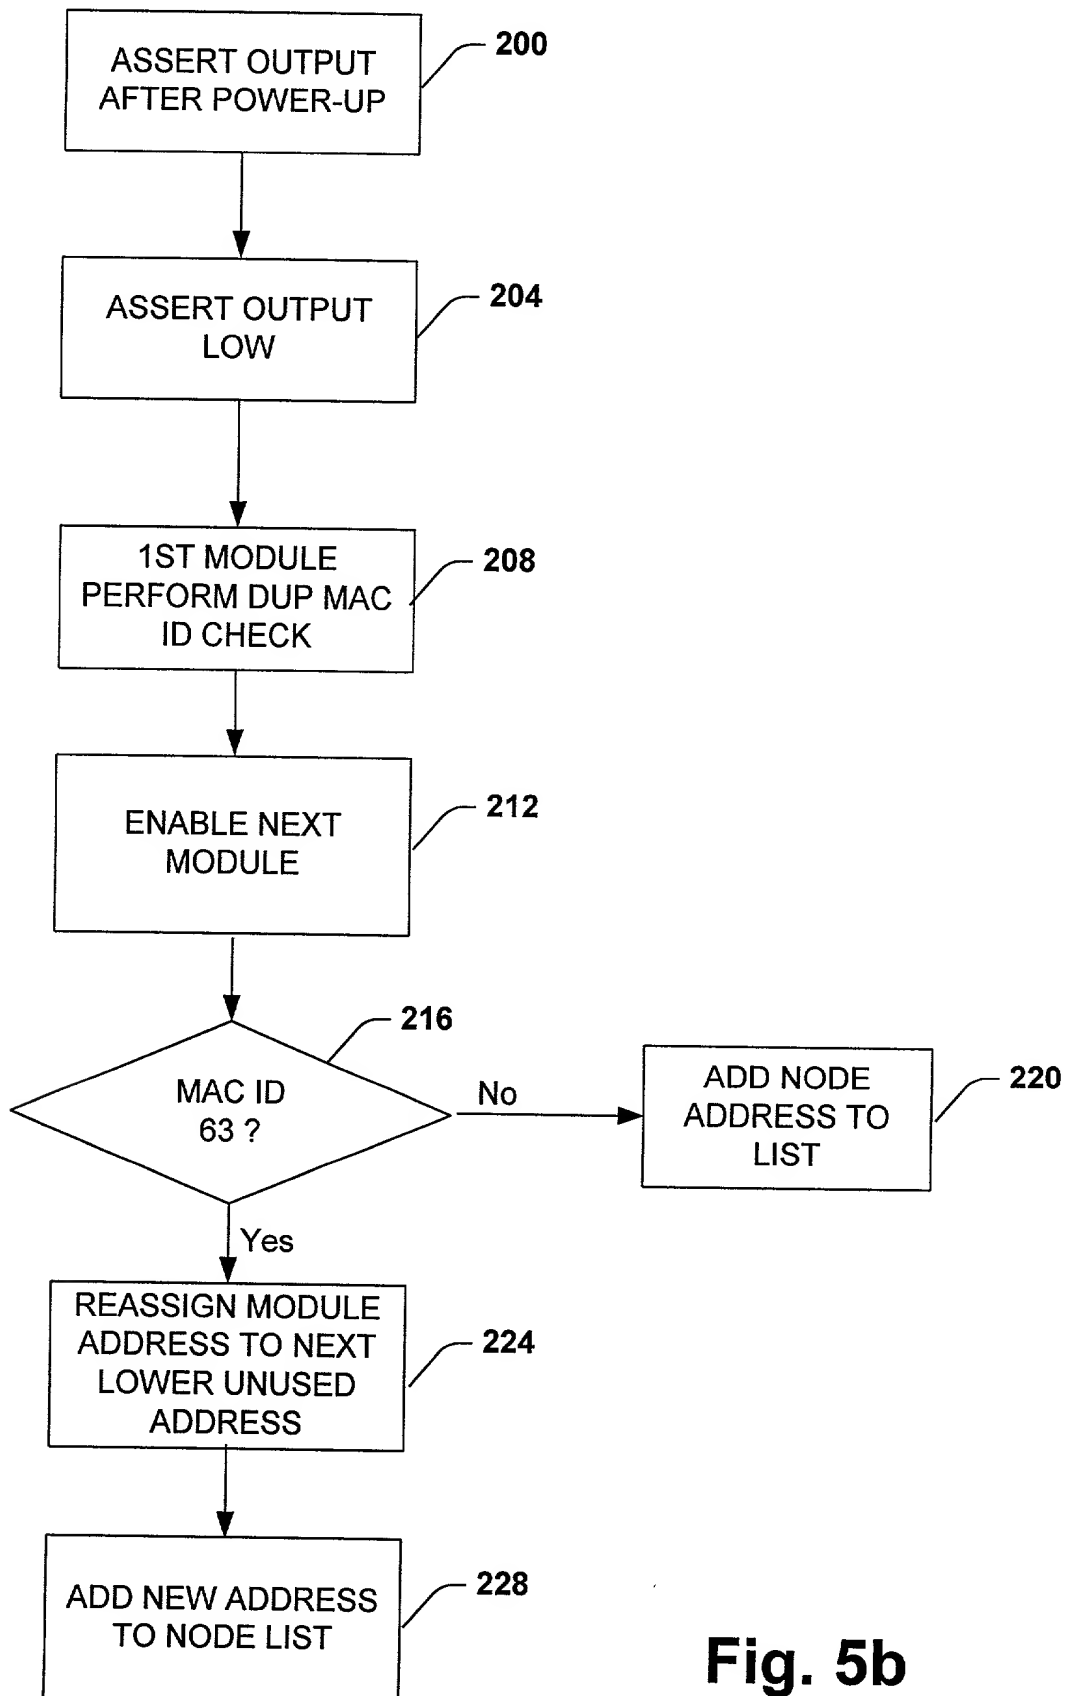 ASSERT OUTPUT
AFTER POWER-UP
200
ASSERT OUTPUT
LOW
204
1ST MODULE
PERFORM DUP MAC
ID CHECK
208
ENABLE NEXT
MODULE
212
MAC ID
63 ?
216
No
ADD NODE
ADDRESS TO
LIST
220
Yes
REASSIGN MODULE
ADDRESS TO NEXT
LOWER UNUSED
ADDRESS
224
ADD NEW ADDRESS
TO NODE LIST
228
Fig. 5b